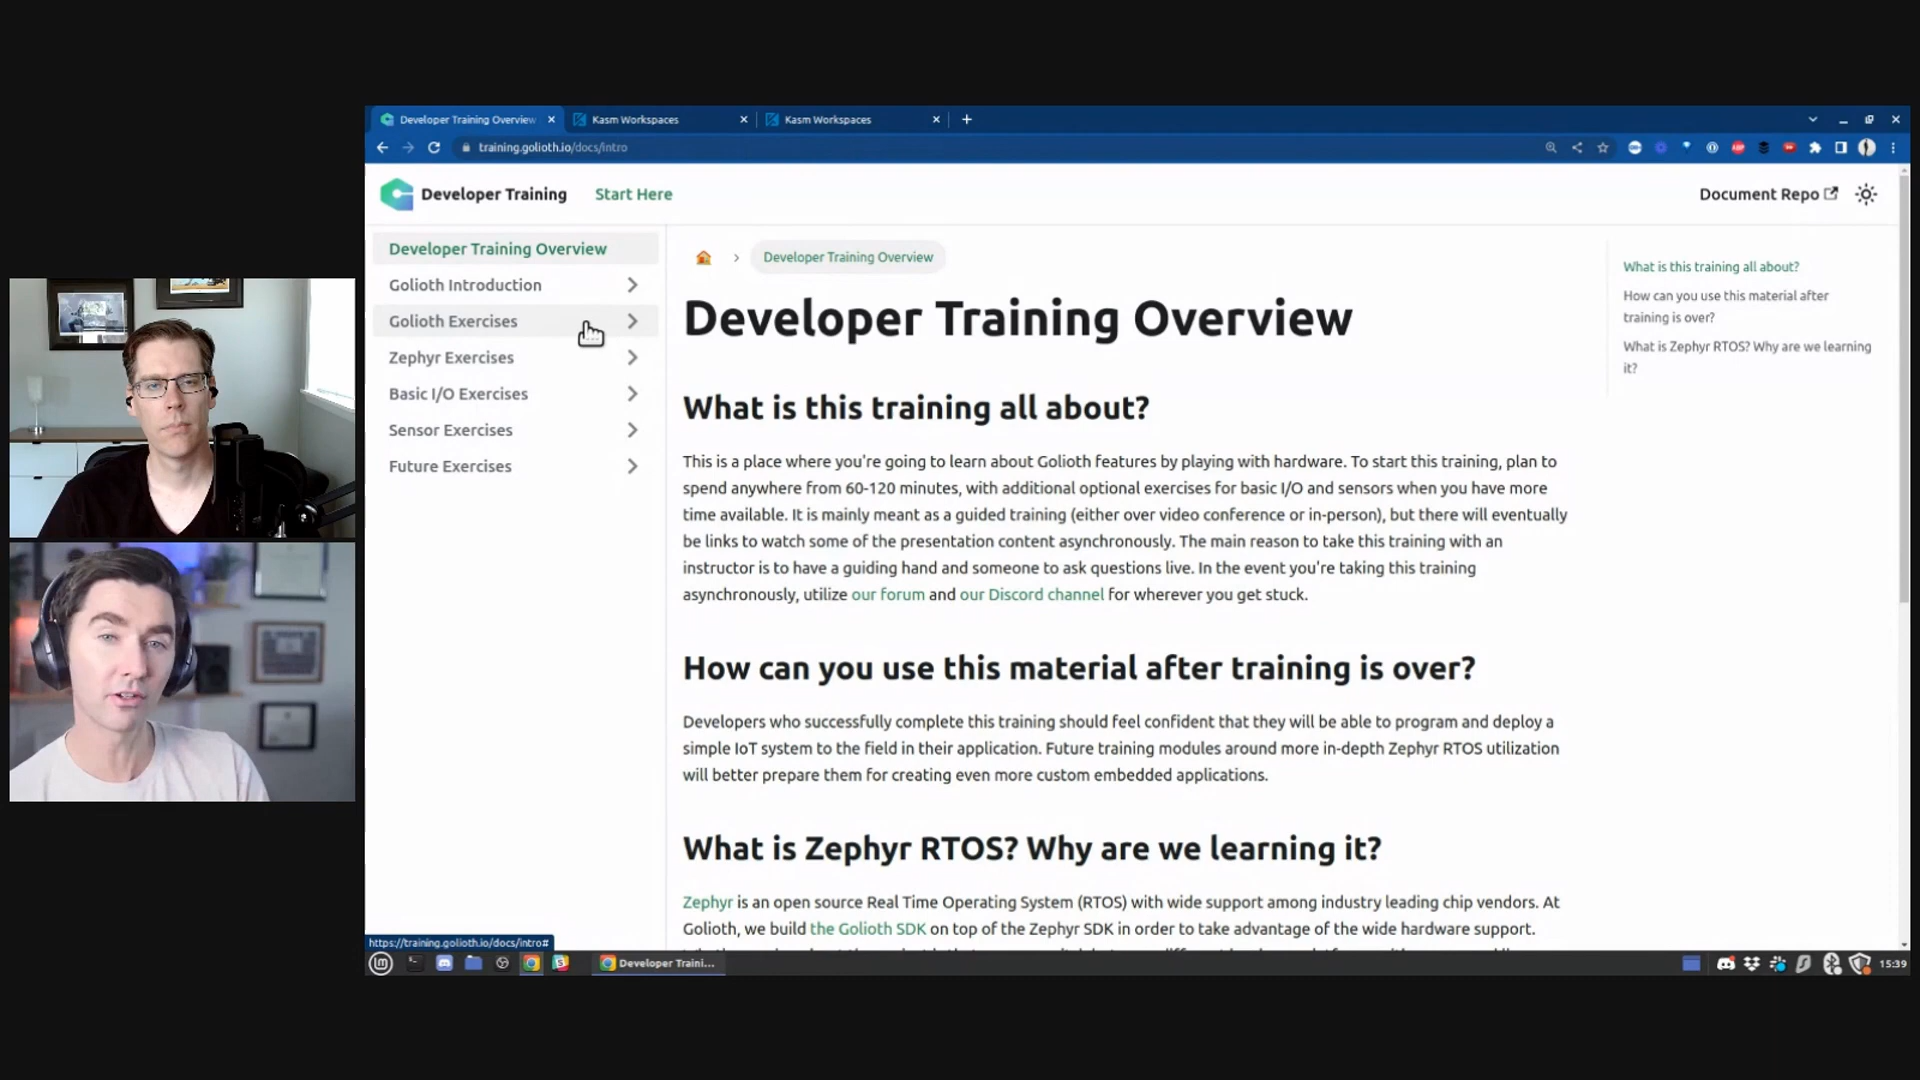 Developer Training Overview
Kasm Workspaces
Kasm Workspaces
training.golioth.io/docs/intro
Developer Training
Start Here
Document Repo
Developer Training Overview
Golioth Introduction
Golioth Exercises
Zephyr Exercises
Basic I/O Exercises
Sensor Exercises
Future Exercises
Developer Training Overview
Developer Training Overview
What is this training all about?
This is a place where you're going to learn about Golioth features by playing with hardware. To start this training, plan to
spend anywhere from 60-120 minutes, with additional optional exercises for basic I/O and sensors when you have more
time available. It is mainly meant as a guided training (either over video conference or in-person), but there will eventually
be links to watch some of the presentation content asynchronously. The main reason to take this training with an
instructor is to have a guiding hand and someone to ask questions live. In the event you're taking this training
asynchronously, utilize our forum and our Discord channel for wherever you get stuck.
How can you use this material after training is over?
Developers who successfully complete this training should feel confident that they will be able to program and deploy a
simple IoT system to the field in their application. Future training modules around more in-depth Zephyr RTOS utilization
will better prepare them for creating even more custom embedded applications.
What is Zephyr RTOS? Why are we learning it?
Zephyr is an open source Real Time Operating System (RTOS) with wide support among industry leading chip vendors. At
Golioth, we build the Golioth SDK on top of the Zephyr SDK in order to take advantage of the wide hardware support.
What is this training all about?
How can you use this material after
training is over?
What is Zephyr RTOS? Why are we learning
it?
https://training.golioth.io/docs/intro#
Developer Traini...
15:39